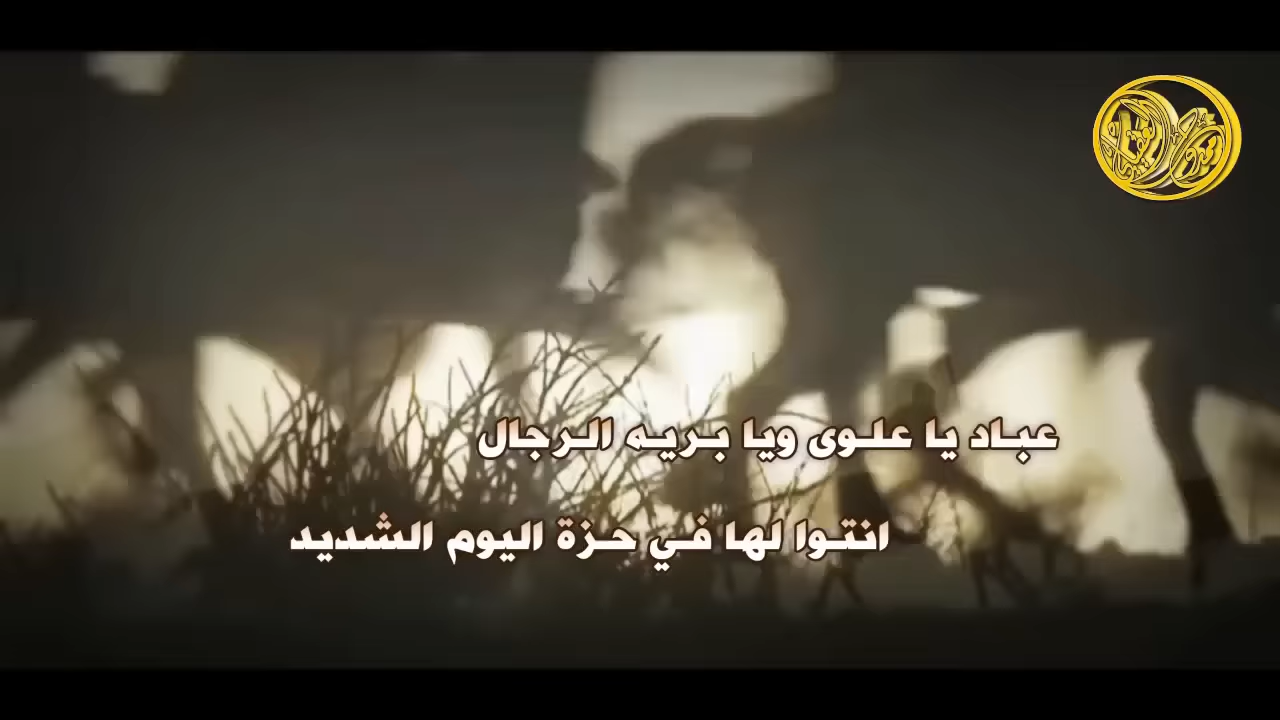 عباد يا علوى ويا بريه الرجال
انتوا لها في حزة اليوم الشديد